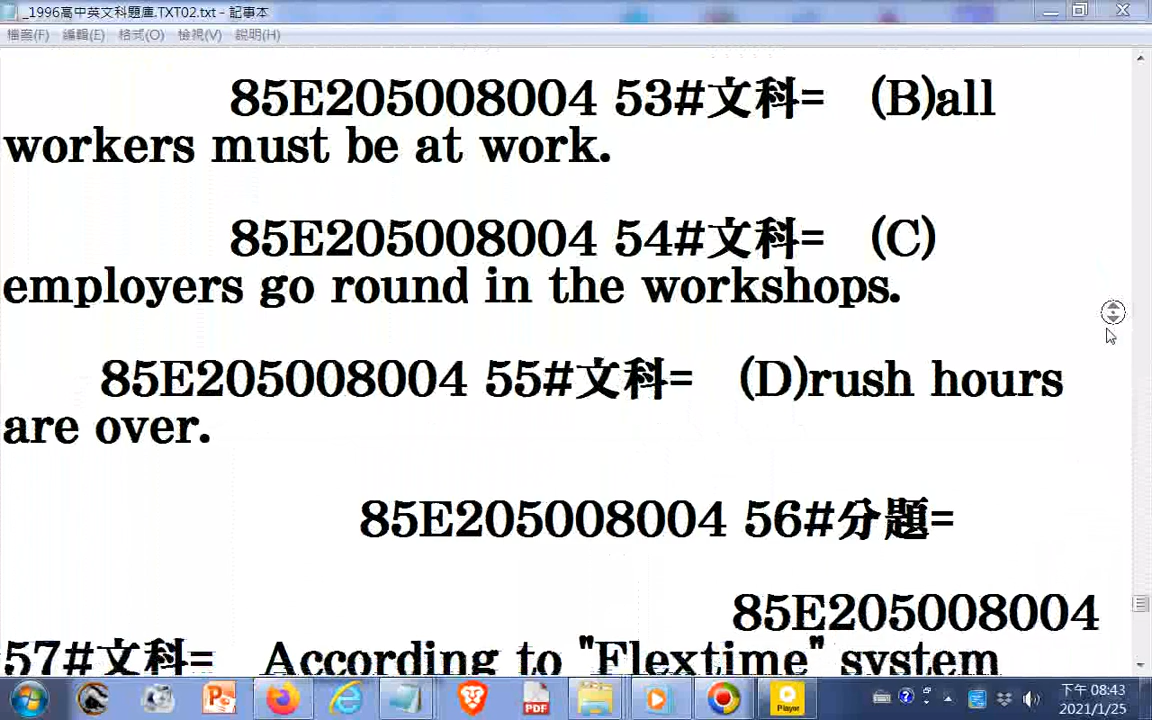 _1996高中英文科題庫.TXT02.txt - 記事本
檔案(F) 編輯(E) 格式(O) 檢視(V) 說明(H)
85E205008004 53#文科= (B)all
workers must be at work.
85E205008004 54#文科= (C)
employers go round in the workshops.
85E205008004 55#文科= (D)rush hours
are over.
85E205008004 56#分題=
85E205008004
57#文科= According to "Flextime" system
PDF
Player
下午 08:43
2021/1/25